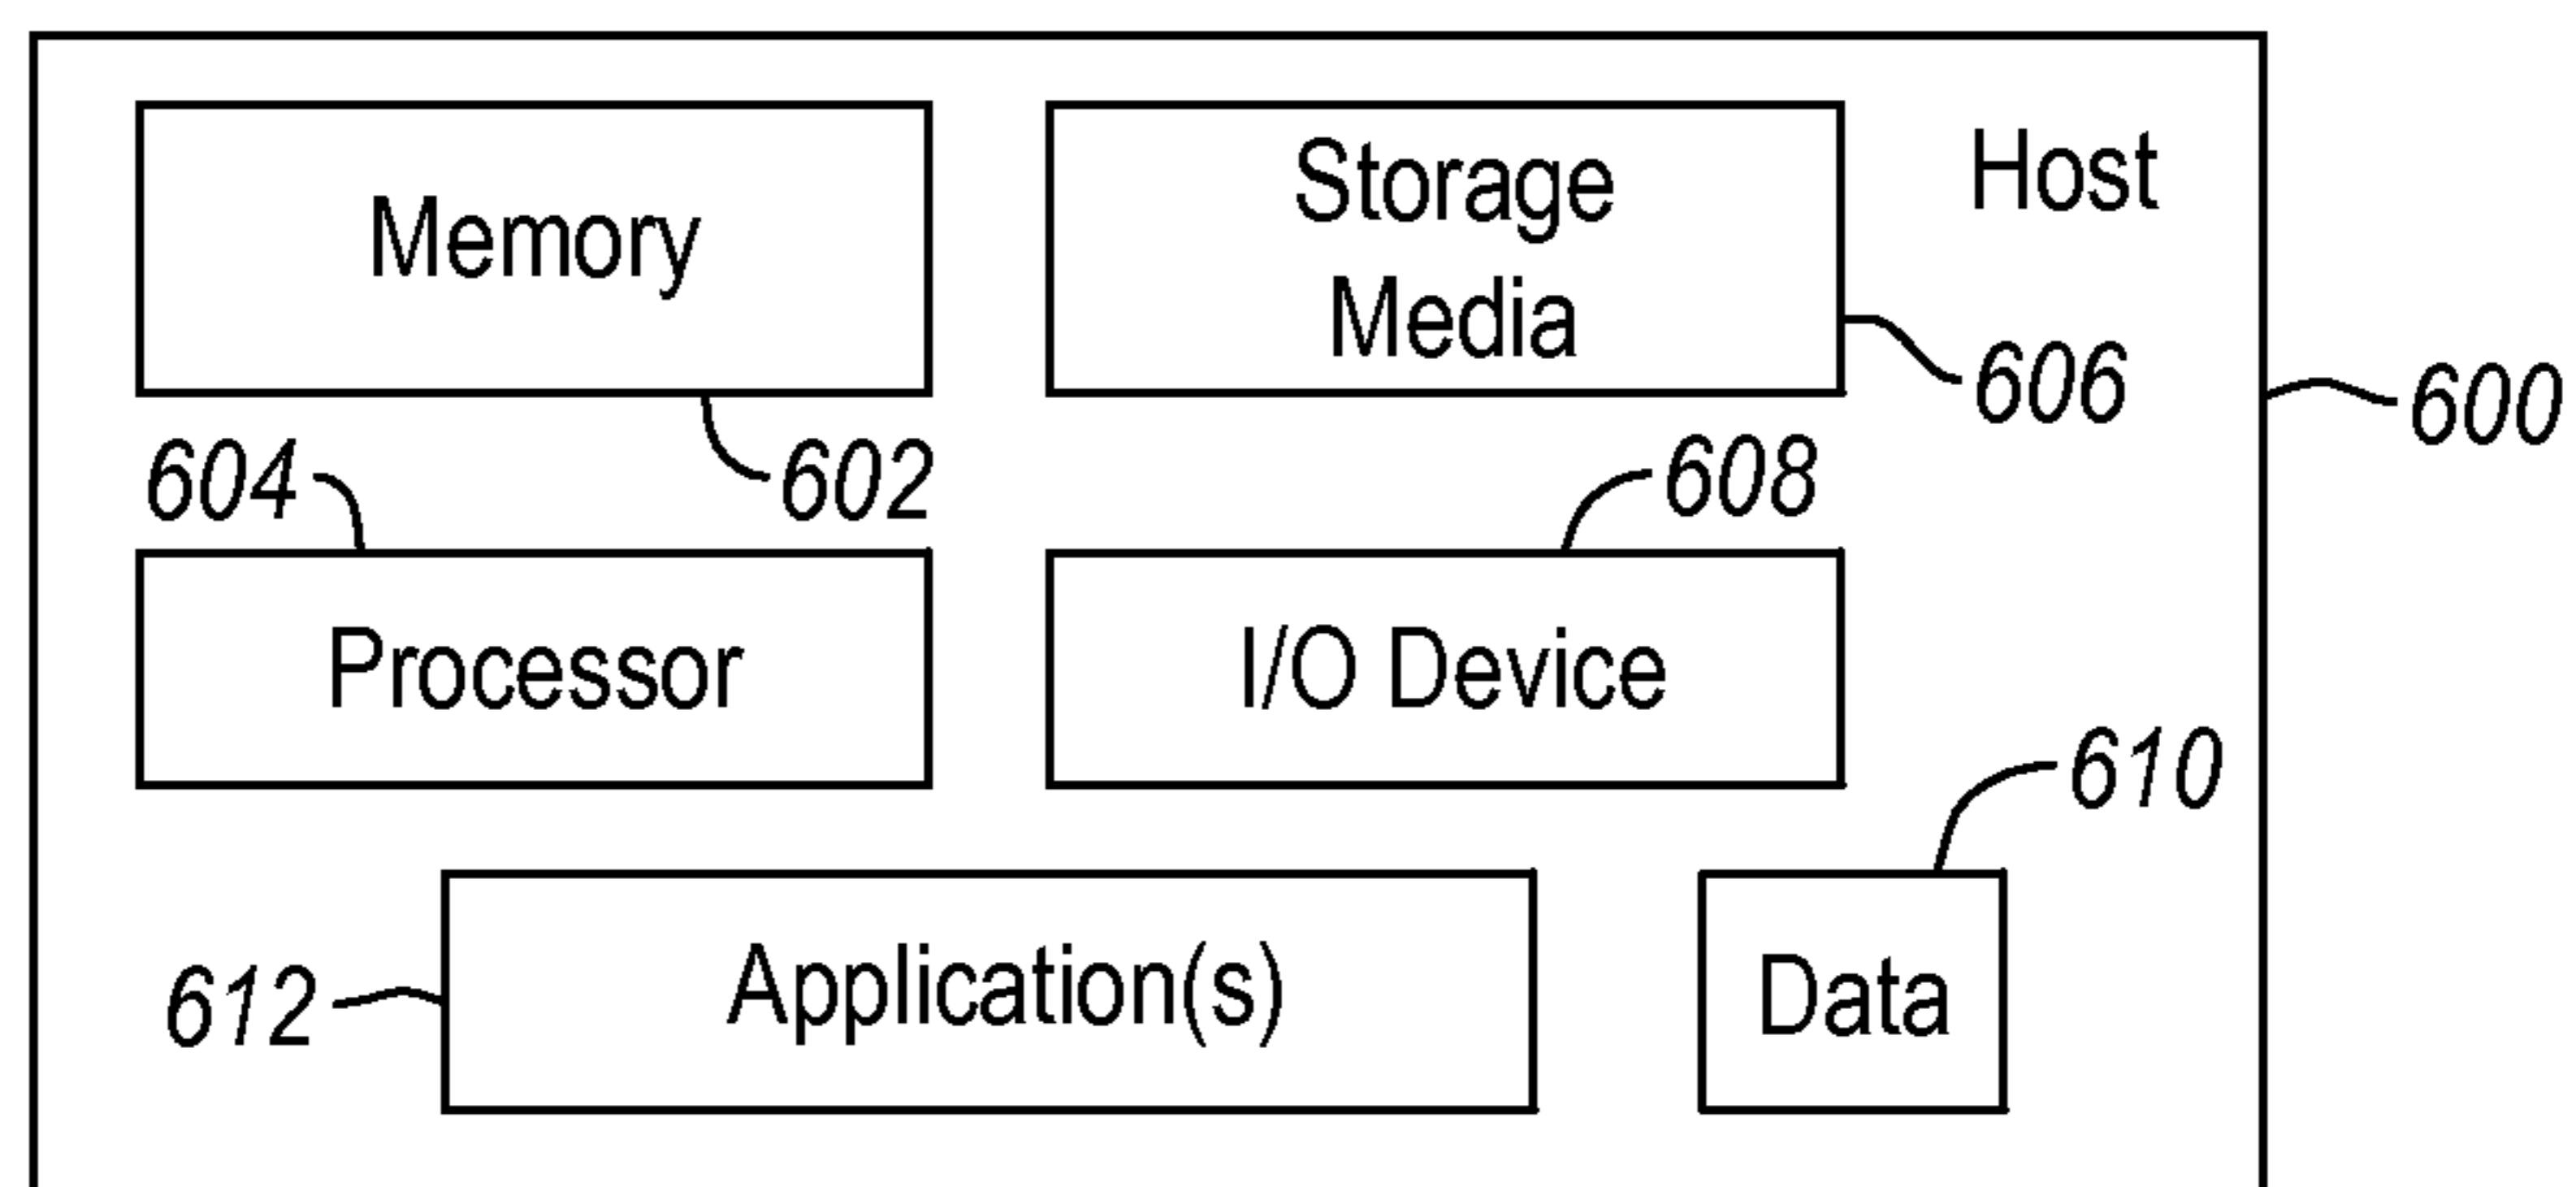 Memory
Storage
Media
Host
606
600
604
602
608
Processor
I/O Device
610
612
Application(s)
Data